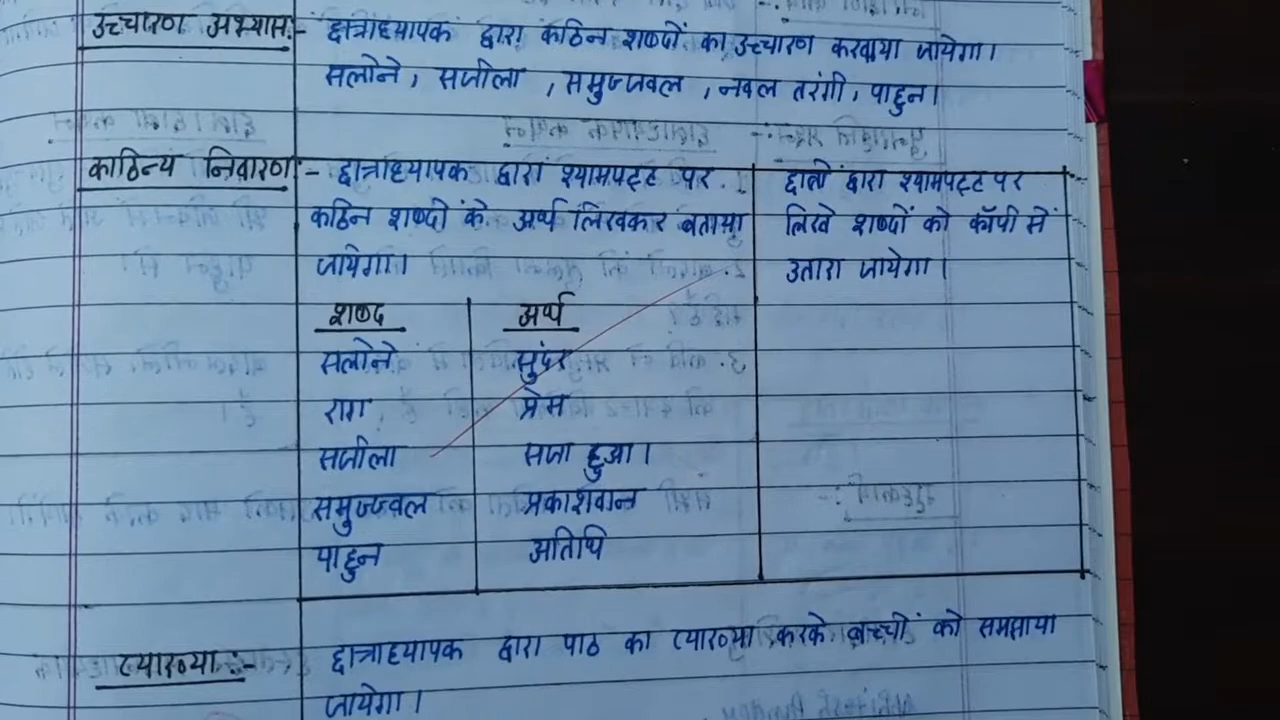 उच्चारण अभ्यास:- छात्राध्यापक द्वारा कठिन शब्दों का उच्चारण करवाया जायेगा।
सलोने, सजीला, समुज्जवल, नवल तरंगी, पाहुन।
काठिन्य निवारण:- छात्राध्यापक द्वारा श्यामपट्ट पर
कठिन शब्दों के अर्थ लिखकर बताया
जायेगा।
छात्रों द्वारा श्यामपट्ट पर
लिखे शब्दों को कॉपी में
उतारा जायेगा।
शब्द अर्थ
सलोने सुंदर
राग प्रेम
सजीला सजा हुआ।
समुज्जवल प्रकाशवान
पाहुन अतिथि
व्याख्या:- छात्राध्यापक द्वारा पाठ का व्याख्या करके बच्चों को समझाया
जायेगा।